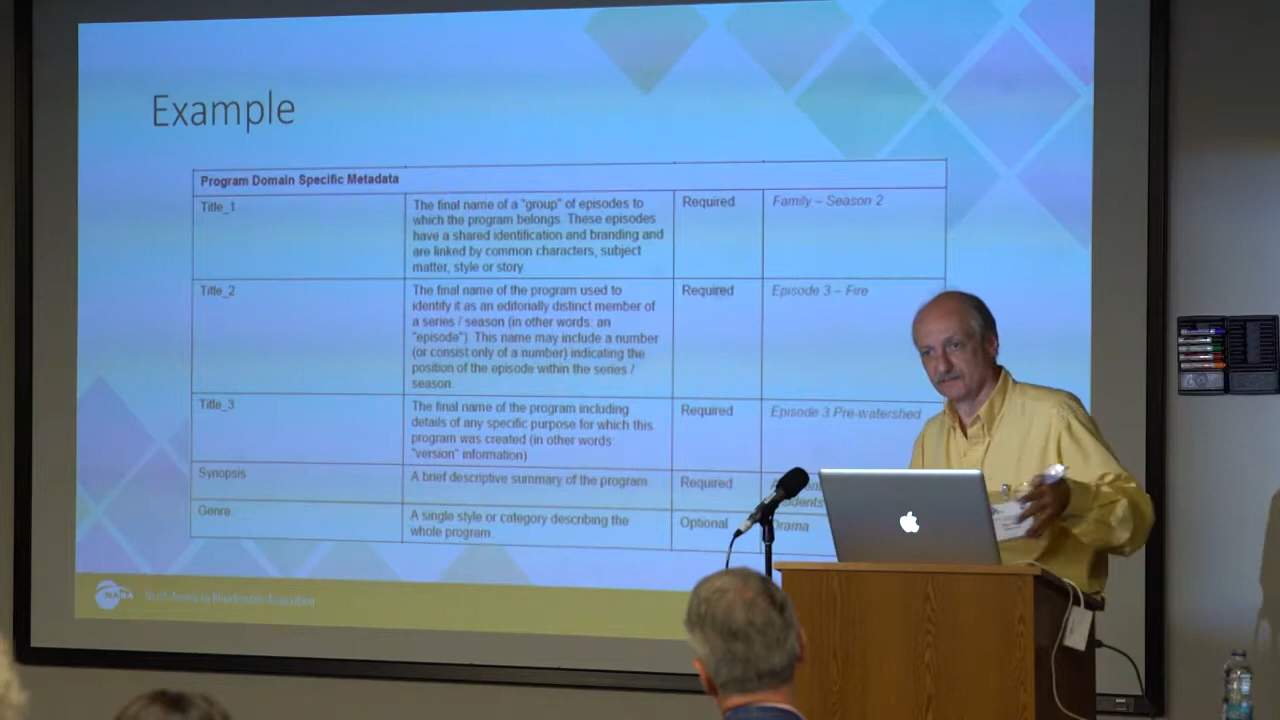 Example
Program Domain Specific Metadata
Title_1
The final name of a "group" of episodes to
which the program belongs. These episodes
have a shared identification and branding and
are linked by common characters, subject
matter, style or story.
Required
Family – Season 2
Title_2
The final name of the program used to
identify it as an editorially distinct member of
a series / season (in other words: an
"episode"). This name may include a number
(or consist only of a number) indicating the
position of the episode within the series /
season.
Required
Episode 3 – Fire
Title_3
The final name of the program including
details of any specific purpose for which this
program was created (in other words:
"version" information)
Required
Episode 3 Pre-watershed
Synopsis
A brief descriptive summary of the program
Required
Genre
A single style or category describing the
whole program.
Optional
Drama
NABA